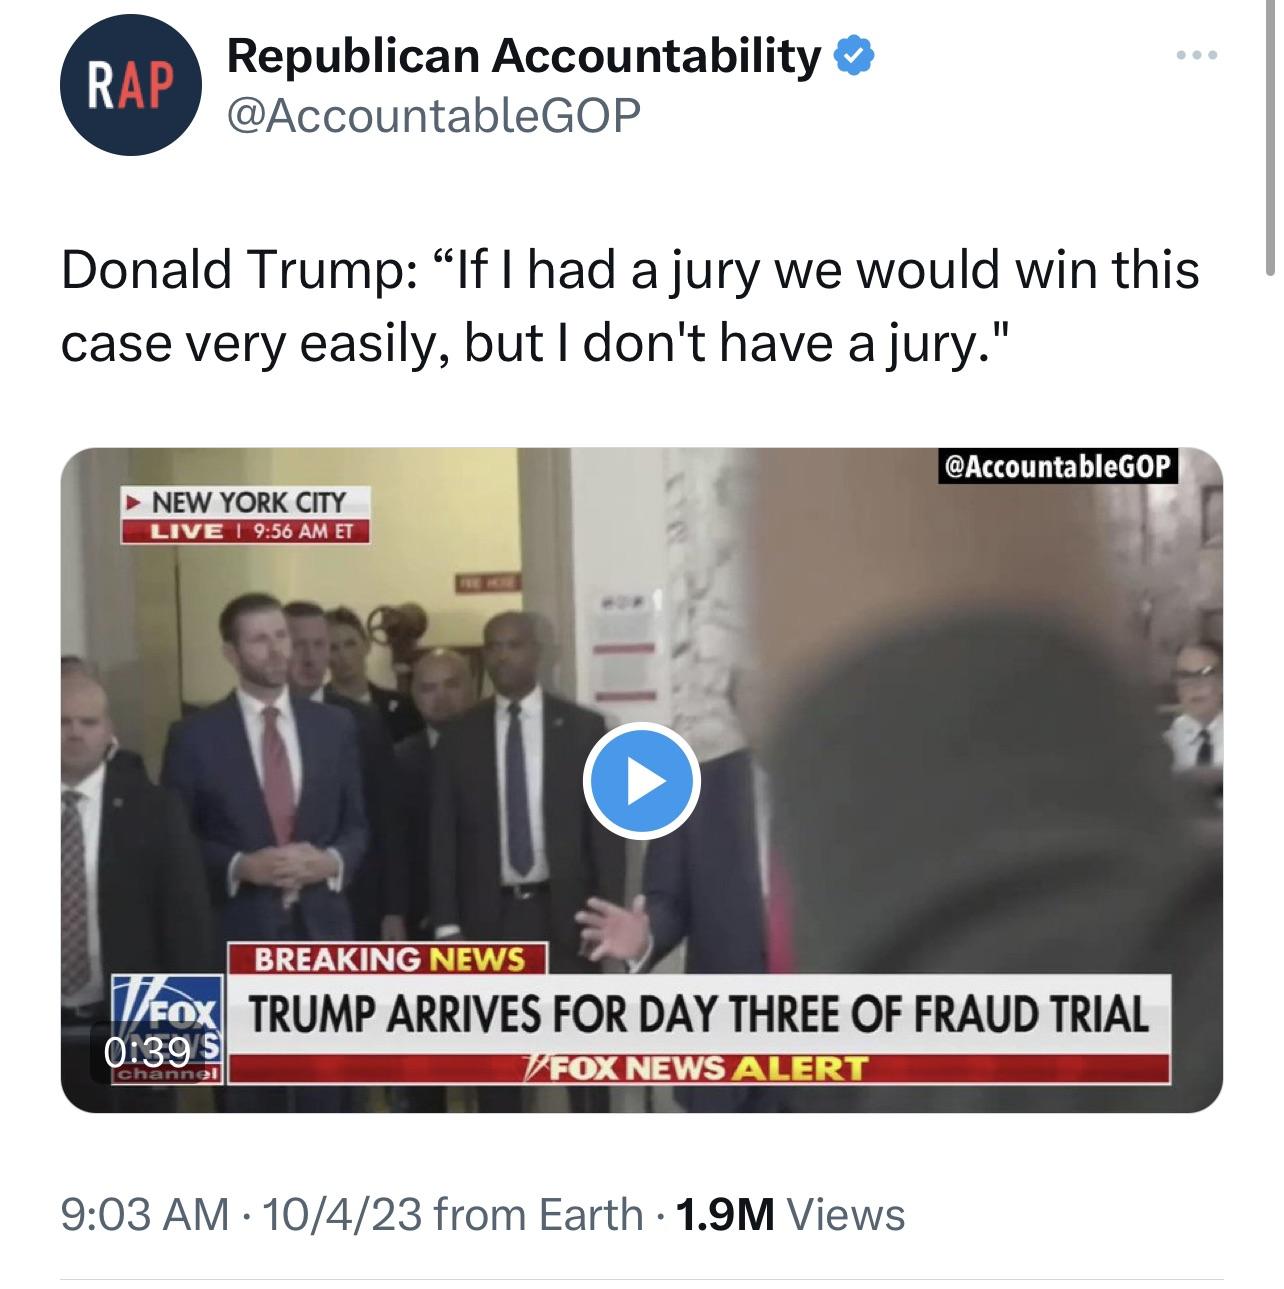 RAP
Republican Accountability
@AccountableGOP
Donald Trump: “If I had a jury we would win this
case very easily, but I don't have a jury."
@AccountableGOP
NEW YORK CITY
LIVE | 9:56 AM ET
FIRE HOSE
BREAKING NEWS
FOX
NEWS
channel
0:39
TRUMP ARRIVES FOR DAY THREE OF FRAUD TRIAL
FOX NEWS ALERT
9:03 AM · 10/4/23 from Earth · 1.9M Views